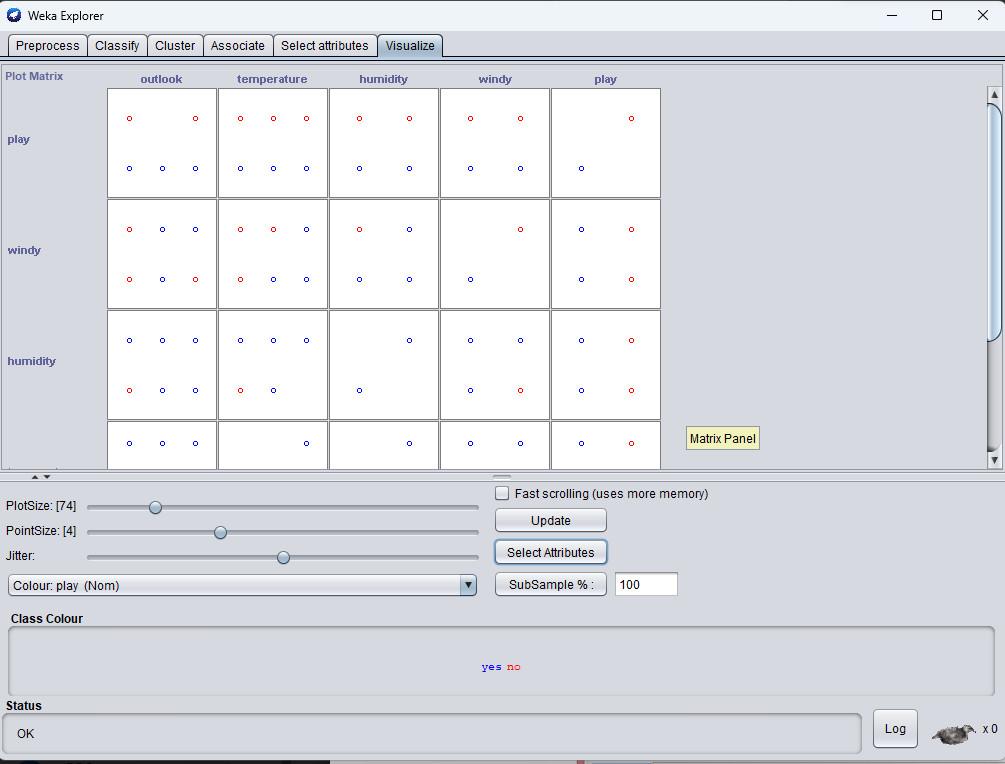 Weka Explorer
Preprocess Classify Cluster Associate Select attributes Visualize
Plot Matrix
outlook temperature humidity windy play
play
windy
humidity
Matrix Panel
PlotSize: [74]
Fast scrolling (uses more memory)
PointSize: [4]
Update
Jitter:
Select Attributes
Colour: play (Nom)
SubSample % :
100
Class Colour
yes no
Status
OK
Log
x 0